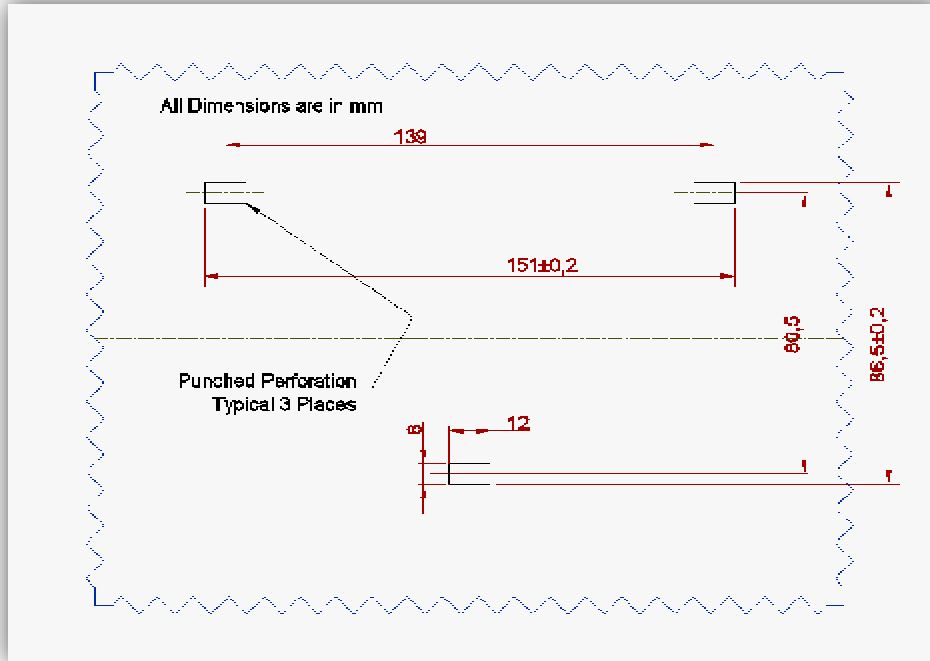 All Dimensions are in mm
139
151±0,2
80,5
86,5±0,2
Punched Perforation
Typical 3 Places
6
12